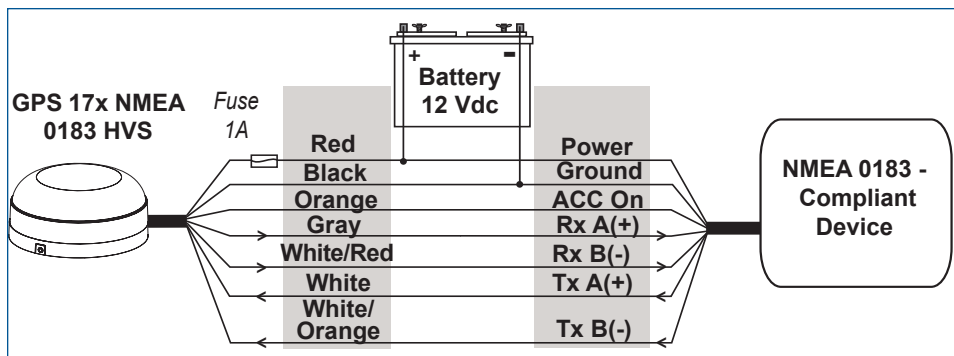 GPS 17x NMEA
0183 HVS
Fuse
1A
+ -
Battery
12 Vdc
Red Power
Black Ground
Orange ACC On
Gray Rx A(+)
White/Red Rx B(-)
White Tx A(+)
White/
Orange Tx B(-)
NMEA 0183 -
Compliant
Device